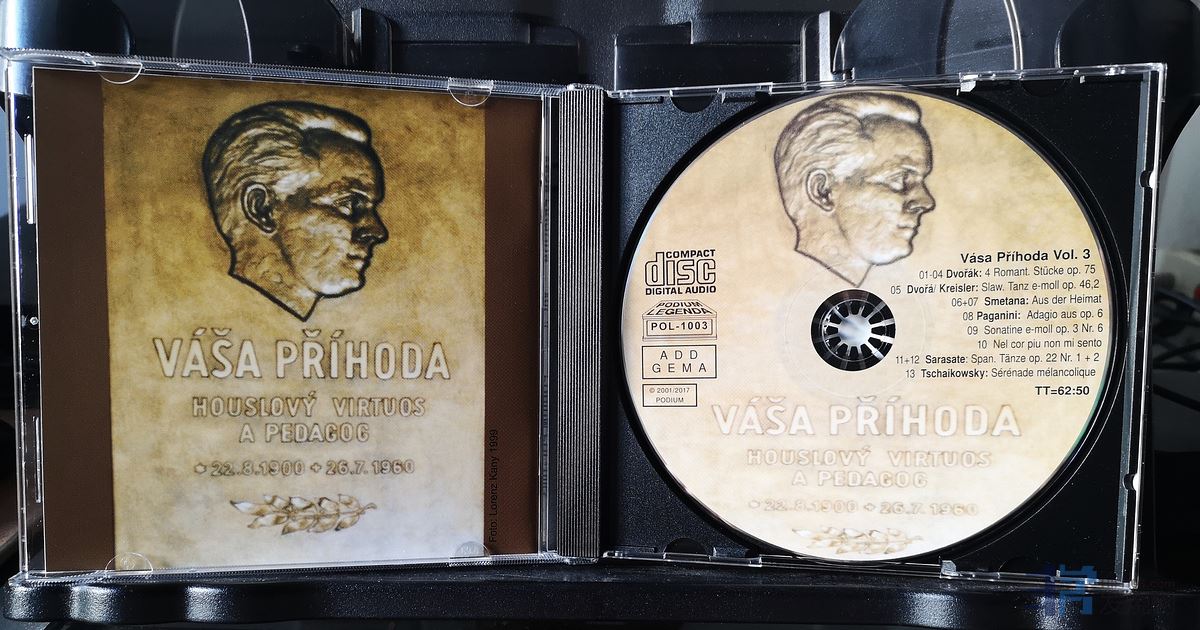 VÁŠA PŘÍHODA
HOUSLOVÝ VIRTUOS
A PEDAGOG
* 22.8.1900 + 26.7.1960
Foto: Lorenz Kany 1999
COMPACT
disc
DIGITAL AUDIO
PODIUM
LEGENDA
POL-1003
ADD
GEMA
© 2001/2017
PODIUM
Vása Příhoda Vol. 3
01-04 Dvořák: 4 Romant. Stücke op. 75
05 Dvořá/ Kreisler: Slaw. Tanz e-moll op. 46,2
06+07 Smetana: Aus der Heimat
08 Paganini: Adagio aus op. 6
09 Sonatine e-moll op. 3 Nr. 6
10 Nel cor piu non mi sento
11+12 Sarasate: Span. Tänze op. 22 Nr. 1 + 2
13 Tschaikowsky: Sérénade mélancolique
TT=62:50
VÁŠA PŘÍHODA
HOUSLOVÝ VIRTUOS
A PEDAGOG
* 22.8.1900 + 26.7.1960